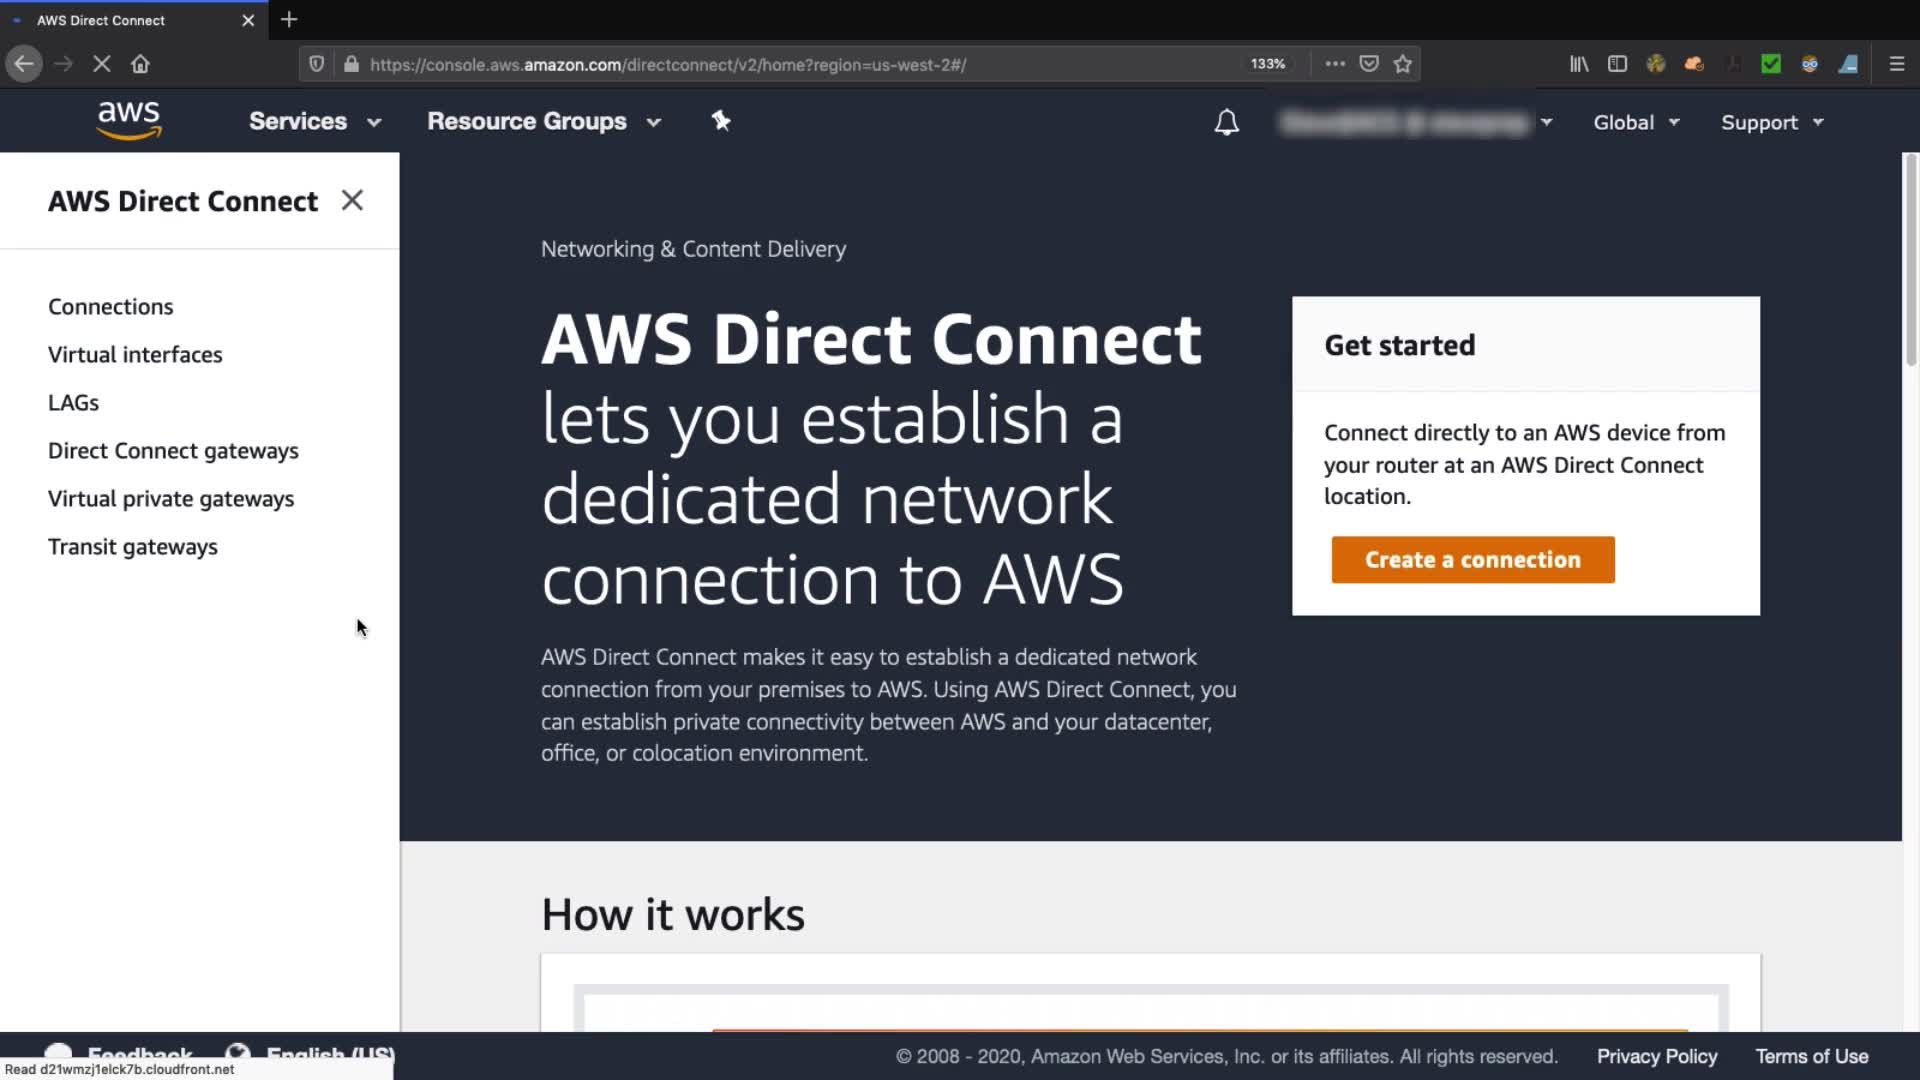 AWS Direct Connect
https://console.aws.amazon.com/directconnect/v2/home?region=us-west-2#/
133%
aws
Services
Resource Groups
Global
Support
AWS Direct Connect
Connections
Virtual interfaces
LAGs
Direct Connect gateways
Virtual private gateways
Transit gateways
Networking & Content Delivery
AWS Direct Connect
lets you establish a
dedicated network
connection to AWS
AWS Direct Connect makes it easy to establish a dedicated network
connection from your premises to AWS. Using AWS Direct Connect, you
can establish private connectivity between AWS and your datacenter,
office, or colocation environment.
Get started
Connect directly to an AWS device from
your router at an AWS Direct Connect
location.
Create a connection
How it works
Feedback
English (US)
© 2008 - 2020, Amazon Web Services, Inc. or its affiliates. All rights reserved.
Privacy Policy
Terms of Use
Read d21wmzj1elck7b.cloudfront.net